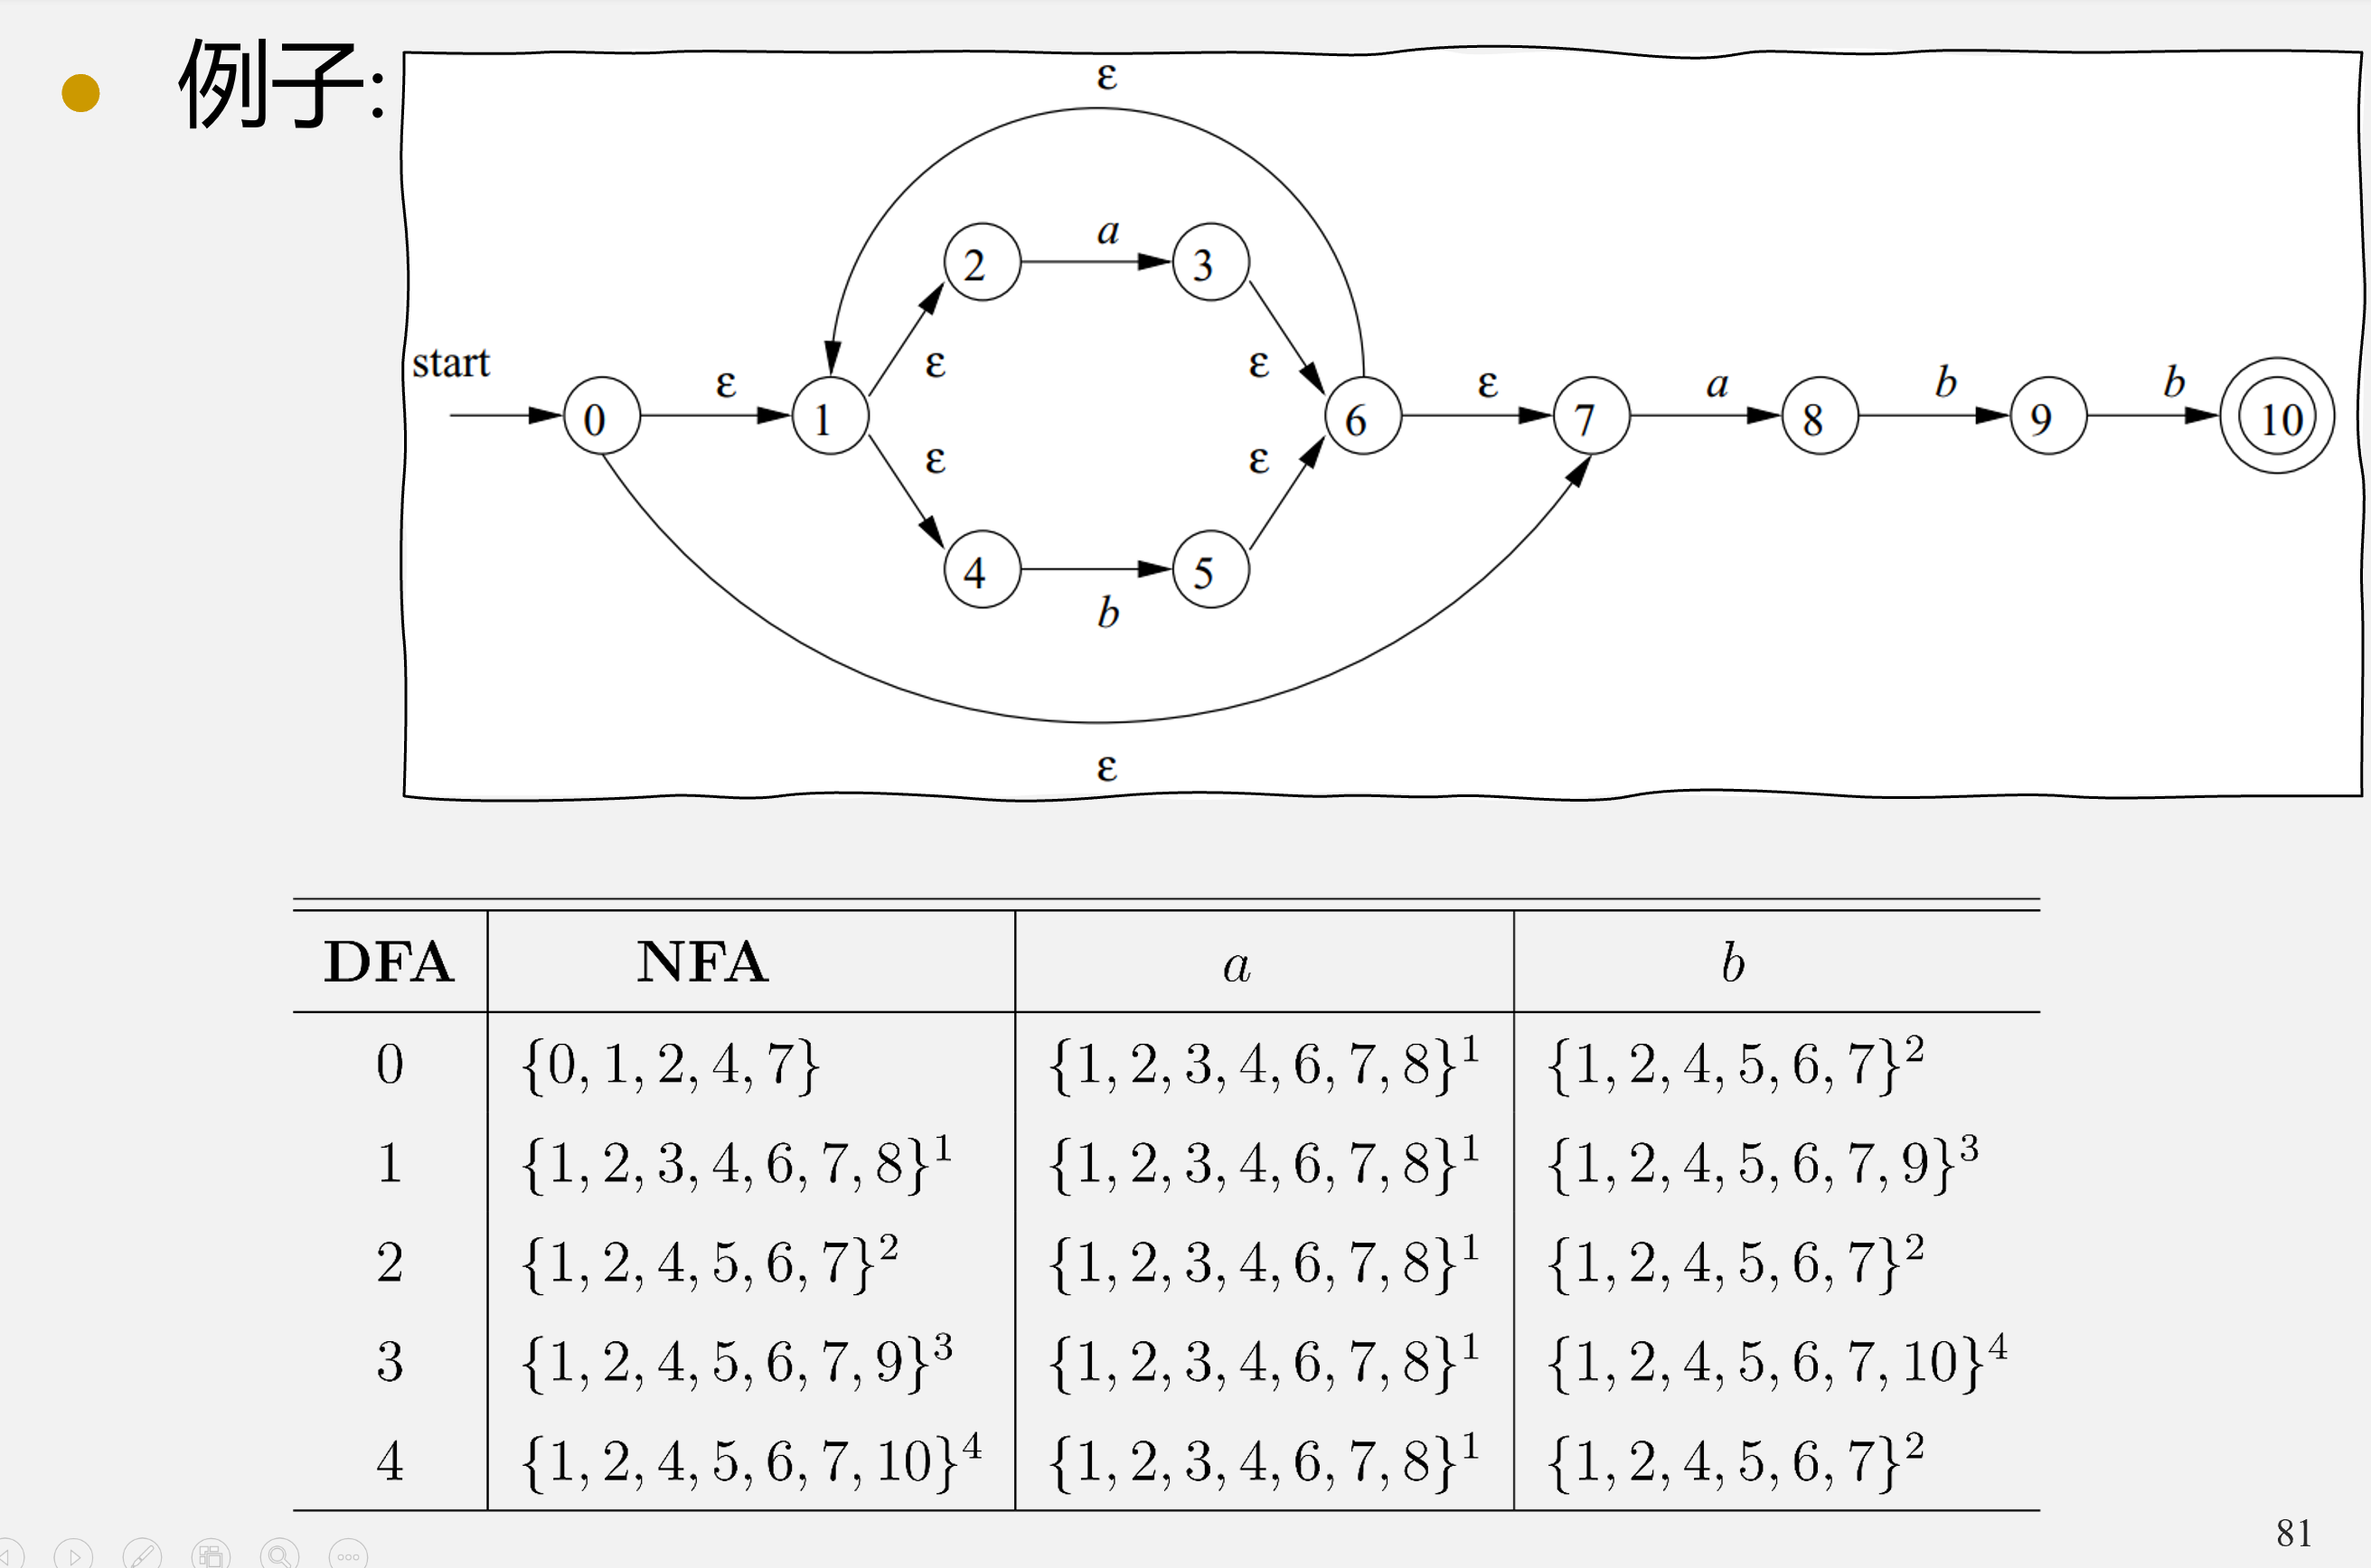 例子:
ε
a
2
3
start
ε
ε
ε
ε
a
b
b
0
1
6
7
8
9
10
ε
ε
4
5
b
ε
DFA NFA a b
0 {0, 1, 2, 4, 7} {1, 2, 3, 4, 6, 7, 8}¹ {1, 2, 4, 5, 6, 7}²
1 {1, 2, 3, 4, 6, 7, 8}¹ {1, 2, 3, 4, 6, 7, 8}¹ {1, 2, 4, 5, 6, 7, 9}³
2 {1, 2, 4, 5, 6, 7}² {1, 2, 3, 4, 6, 7, 8}¹ {1, 2, 4, 5, 6, 7}²
3 {1, 2, 4, 5, 6, 7, 9}³ {1, 2, 3, 4, 6, 7, 8}¹ {1, 2, 4, 5, 6, 7, 10}⁴
4 {1, 2, 4, 5, 6, 7, 10}⁴ {1, 2, 3, 4, 6, 7, 8}¹ {1, 2, 4, 5, 6, 7}²
81